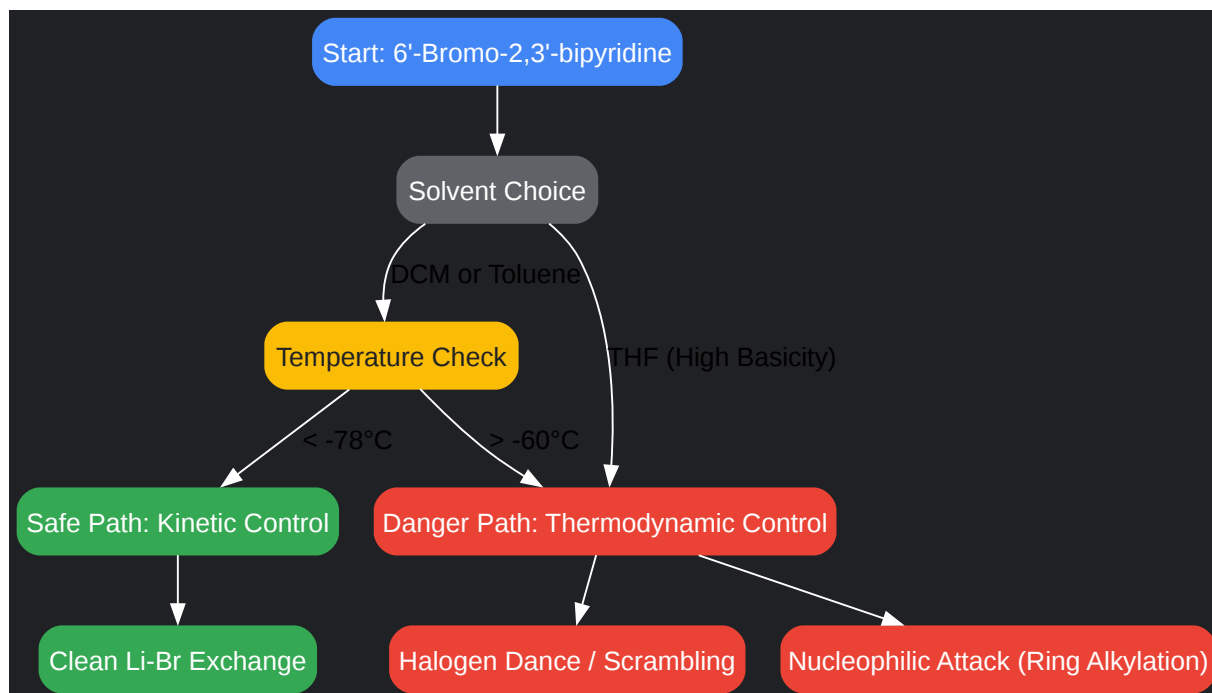 Start: 6'-Bromo-2,3'-bipyridine
Solvent Choice
DCM or Toluene
Temperature Check
THF (High Basicity)
< -78°C
> -60°C
Safe Path: Kinetic Control
Danger Path: Thermodynamic Control
Clean Li-Br Exchange
Halogen Dance / Scrambling
Nucleophilic Attack (Ring Alkylation)